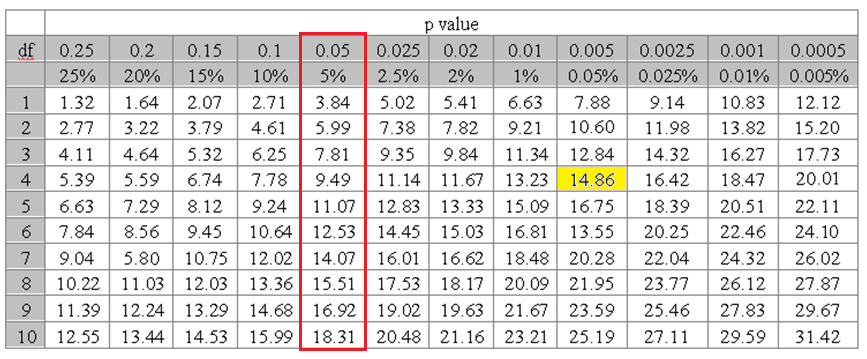 p value
df 0.25 0.2 0.15 0.1 0.05 0.025 0.02 0.01 0.005 0.0025 0.001 0.0005
25% 20% 15% 10% 5% 2.5% 2% 1% 0.05% 0.025% 0.01% 0.005%
1 1.32 1.64 2.07 2.71 3.84 5.02 5.41 6.63 7.88 9.14 10.83 12.12
2 2.77 3.22 3.79 4.61 5.99 7.38 7.82 9.21 10.60 11.98 13.82 15.20
3 4.11 4.64 5.32 6.25 7.81 9.35 9.84 11.34 12.84 14.32 16.27 17.73
4 5.39 5.59 6.74 7.78 9.49 11.14 11.67 13.23 14.86 16.42 18.47 20.01
5 6.63 7.29 8.12 9.24 11.07 12.83 13.33 15.09 16.75 18.39 20.51 22.11
6 7.84 8.56 9.45 10.64 12.53 14.45 15.03 16.81 13.55 20.25 22.46 24.10
7 9.04 5.80 10.75 12.02 14.07 16.01 16.62 18.48 20.28 22.04 24.32 26.02
8 10.22 11.03 12.03 13.36 15.51 17.53 18.17 20.09 21.95 23.77 26.12 27.87
9 11.39 12.24 13.29 14.68 16.92 19.02 19.63 21.67 23.59 25.46 27.83 29.67
10 12.55 13.44 14.53 15.99 18.31 20.48 21.16 23.21 25.19 27.11 29.59 31.42